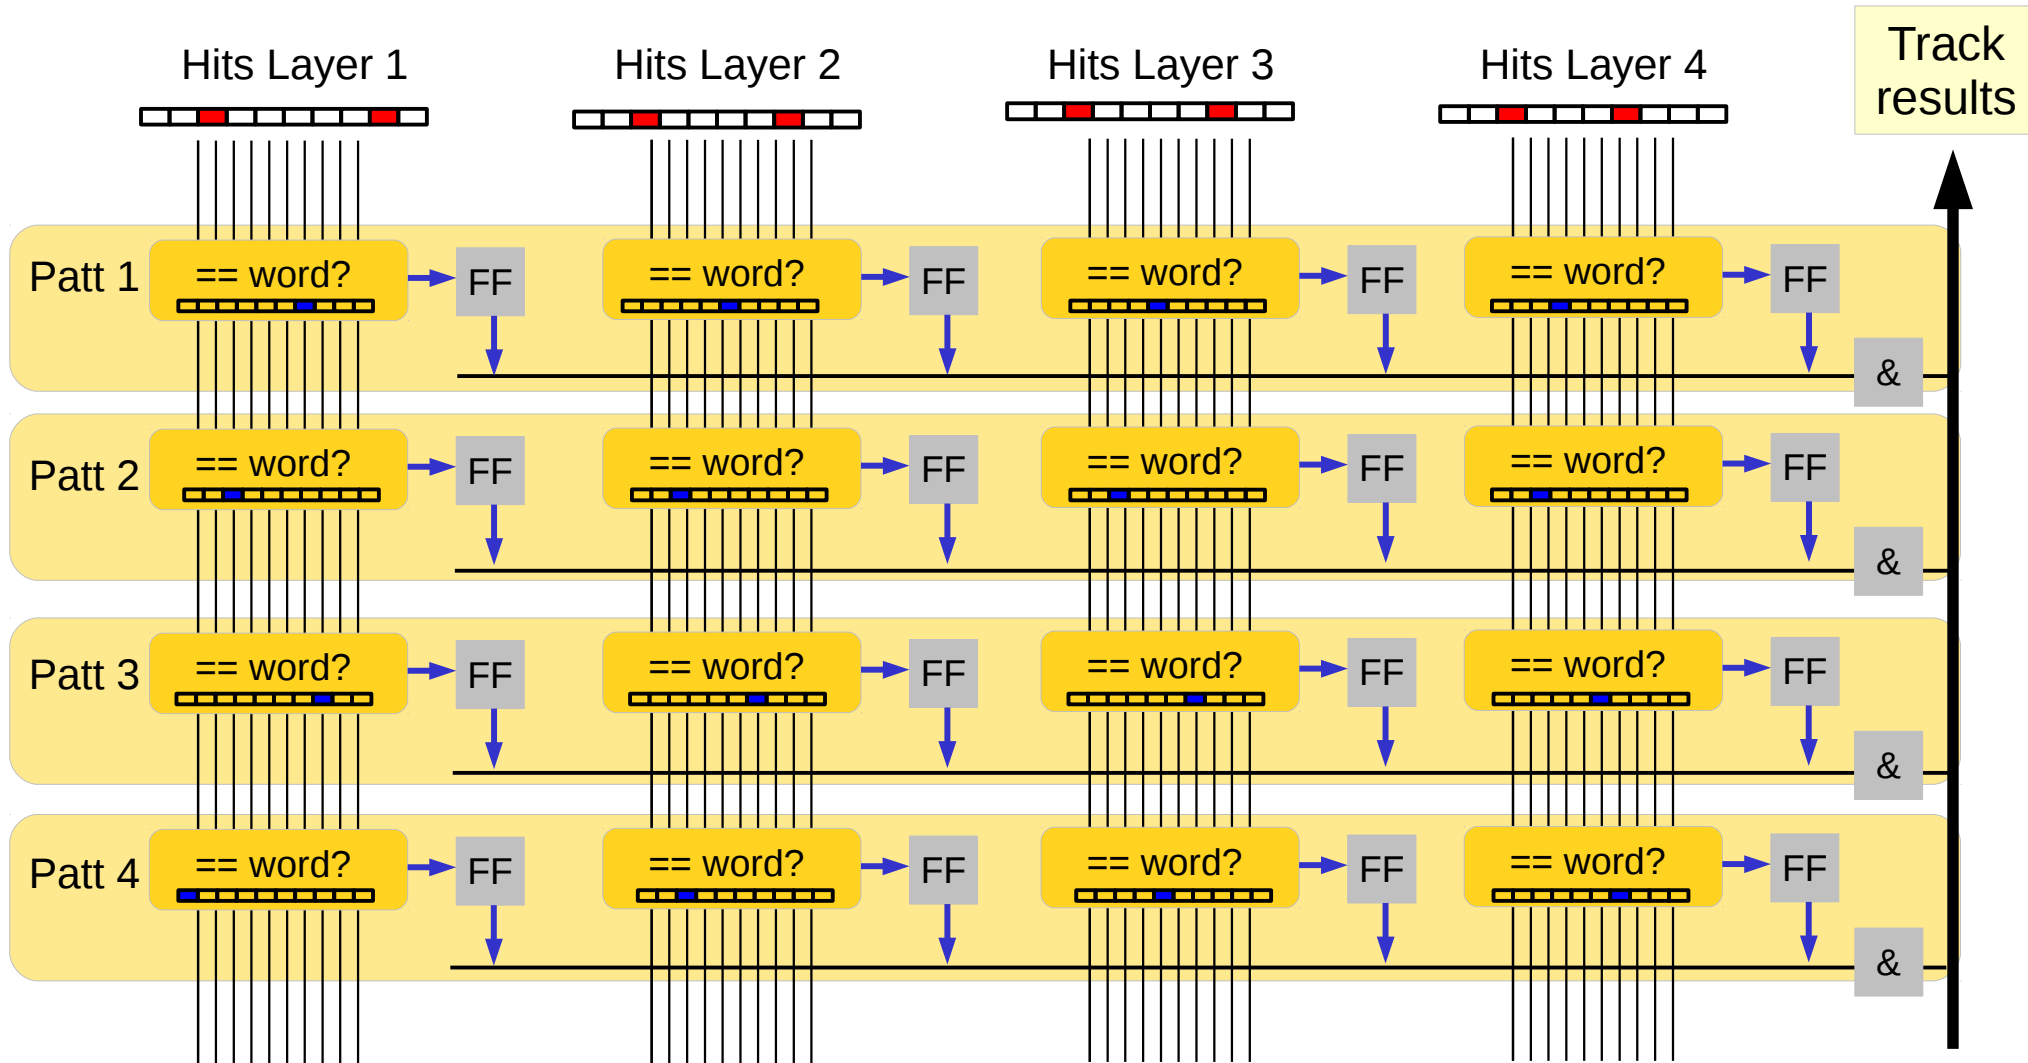 Hits Layer 1
Hits Layer 2
Hits Layer 3
Hits Layer 4
Track
results
Patt 1
== word?
FF
== word?
FF
== word?
FF
== word?
FF
&
Patt 2
== word?
FF
== word?
FF
== word?
FF
== word?
FF
&
Patt 3
== word?
FF
== word?
FF
== word?
FF
== word?
FF
&
Patt 4
== word?
FF
== word?
FF
== word?
FF
== word?
FF
&